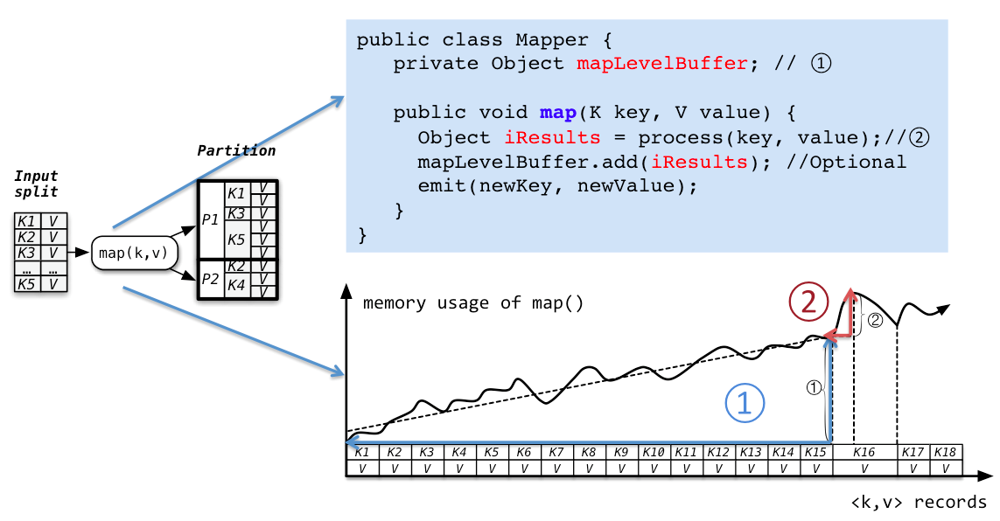 public class Mapper {
private Object mapLevelBuffer; // ①
public void map(K key, V value) {
Object iResults = process(key, value);//②
mapLevelBuffer.add(iResults); //Optional
emit(newKey, newValue);
}
}
Input
split
K1 V
K2 V
K3 V
… …
K5 V
map(k,v)
Partition
P1 K1 V
V
K3 V
K5 V
V
P2 K2 V
K4 V
V
memory usage of map()
②
②
①
①
K1 K2 K3 K4 K5 K6 K7 K8 K9 K10 K11 K12 K13 K14 K15 K16 K17 K18
V V V V V V V V V V V V V V V V V V
<k,v> records